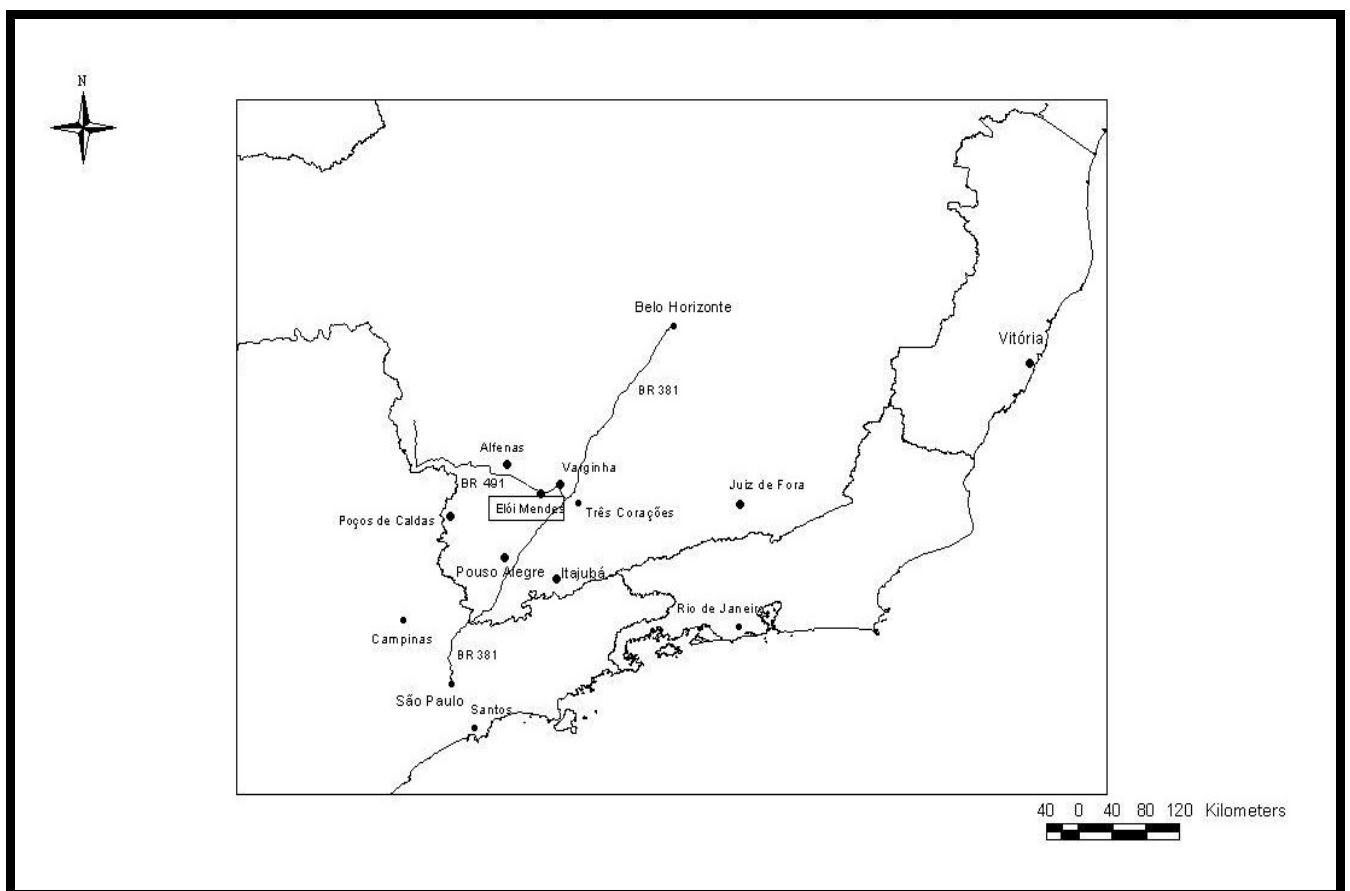 N
Belo Horizonte
Vitória
BR 381
Alfenas
Varginha
BR 491
Juiz de Fora
Elói Mendes
Três Corações
Poços de Caldas
Pouso Alegre
Itajubá
Rio de Janeiro
Campinas
BR 381
São Paulo
Santos
40 0 40 80 120 Kilometers